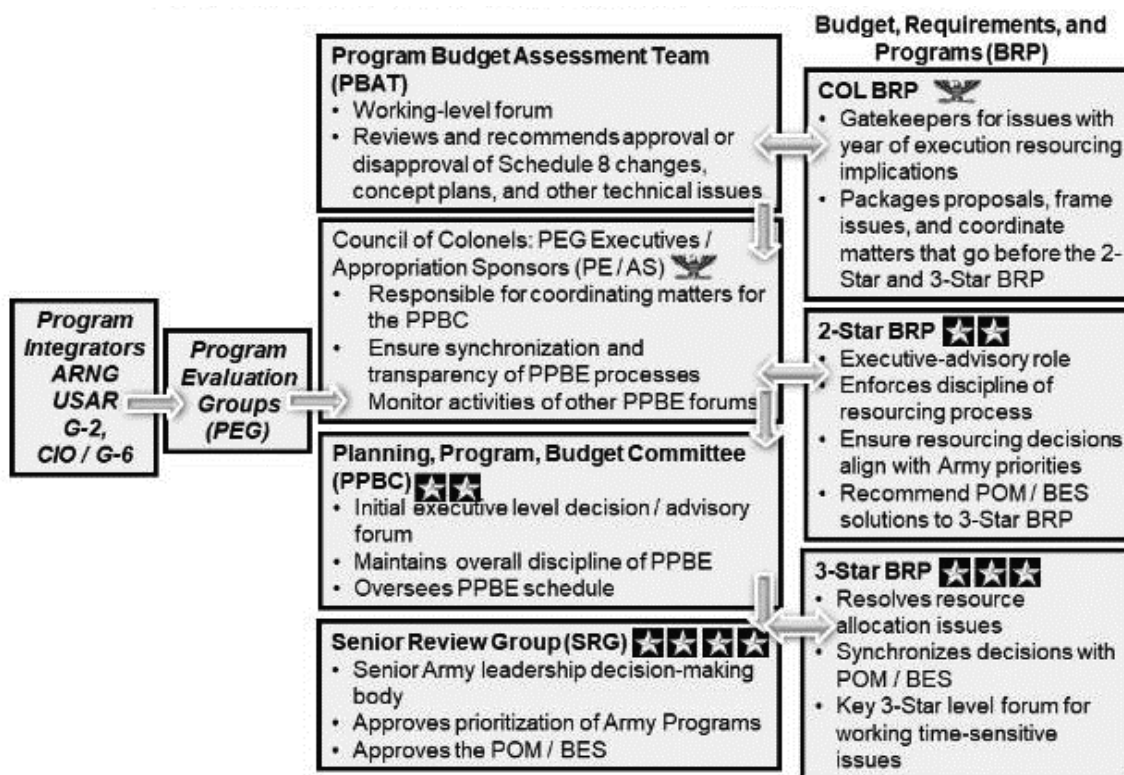 Budget, Requirements, and
Programs (BRP)
Program Budget Assessment Team
(PBAT)
• Working-level forum
• Reviews and recommends approval or
disapproval of Schedule 8 changes,
concept plans, and other technical issues
COL BRP
• Gatekeepers for issues with
year of execution resourcing
implications
• Packages proposals, frame
issues, and coordinate
matters that go before the 2-
Star and 3-Star BRP
Council of Colonels: PEG Executives /
Appropriation Sponsors (PE / AS)
• Responsible for coordinating matters for
the PPBC
• Ensure synchronization and
transparency of PPBE processes
• Monitor activities of other PPBE forums
Program
Integrators
ARNG
USAR
G-2,
CIO / G-6
Program
Evaluation
Groups
(PEG)
2-Star BRP
• Executive-advisory role
• Enforces discipline of
resourcing process
• Ensure resourcing decisions
align with Army priorities
• Recommend POM / BES
solutions to 3-Star BRP
Planning, Program, Budget Committee
(PPBC)
• Initial executive level decision / advisory
forum
• Maintains overall discipline of PPBE
• Oversees PPBE schedule
3-Star BRP
• Resolves resource
allocation issues
• Synchronizes decisions with
POM / BES
• Key 3-Star level forum for
working time-sensitive
issues
Senior Review Group (SRG)
• Senior Army leadership decision-making
body
• Approves prioritization of Army Programs
• Approves the POM / BES